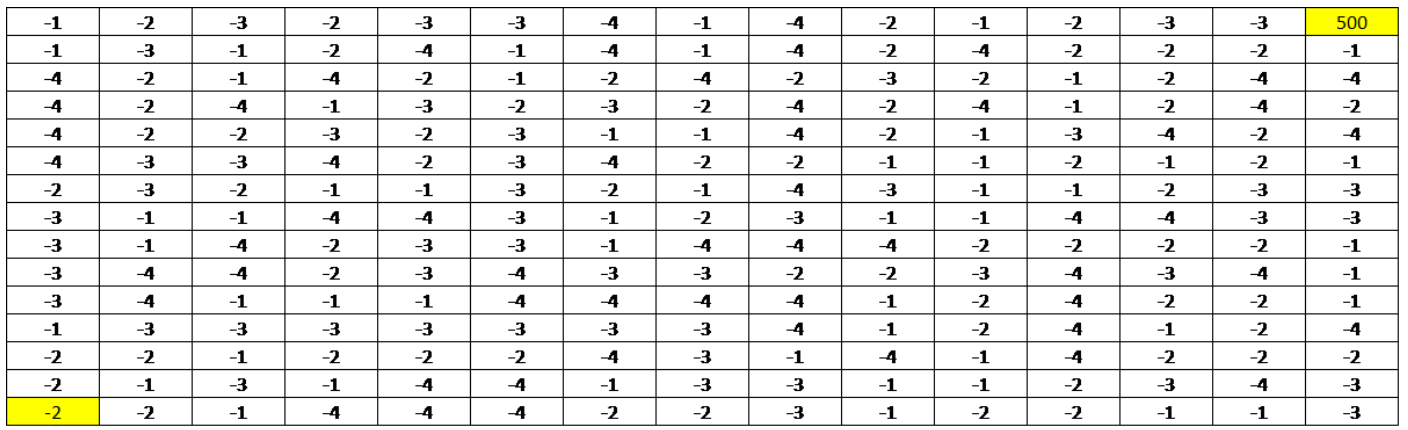 -1 -2 -3 -2 -3 -3 -4 -1 -4 -2 -1 -2 -3 -3 500
-1 -3 -1 -2 -4 -1 -4 -1 -4 -2 -4 -2 -2 -2 -1
-4 -2 -1 -4 -2 -1 -2 -4 -2 -3 -2 -1 -2 -4 -4
-4 -2 -4 -1 -3 -2 -3 -2 -4 -2 -4 -1 -2 -4 -2
-4 -2 -2 -3 -2 -3 -1 -1 -4 -2 -1 -3 -4 -2 -4
-4 -3 -3 -4 -2 -3 -4 -2 -2 -1 -1 -2 -1 -2 -1
-2 -3 -2 -1 -1 -3 -2 -1 -4 -3 -1 -1 -2 -3 -3
-3 -1 -1 -4 -4 -3 -1 -2 -3 -1 -1 -4 -4 -3 -3
-3 -1 -4 -2 -3 -3 -1 -4 -4 -4 -2 -2 -2 -2 -1
-3 -4 -4 -2 -3 -4 -3 -3 -2 -2 -3 -4 -3 -4 -1
-3 -4 -1 -1 -1 -4 -4 -4 -4 -1 -2 -4 -2 -2 -1
-1 -3 -3 -3 -3 -3 -3 -3 -4 -1 -2 -4 -1 -2 -4
-2 -2 -1 -2 -2 -2 -4 -3 -1 -4 -1 -4 -2 -2 -2
-2 -1 -3 -1 -4 -4 -1 -3 -3 -1 -1 -2 -3 -4 -3
-2 -2 -1 -4 -4 -4 -2 -2 -3 -1 -2 -2 -1 -1 -3